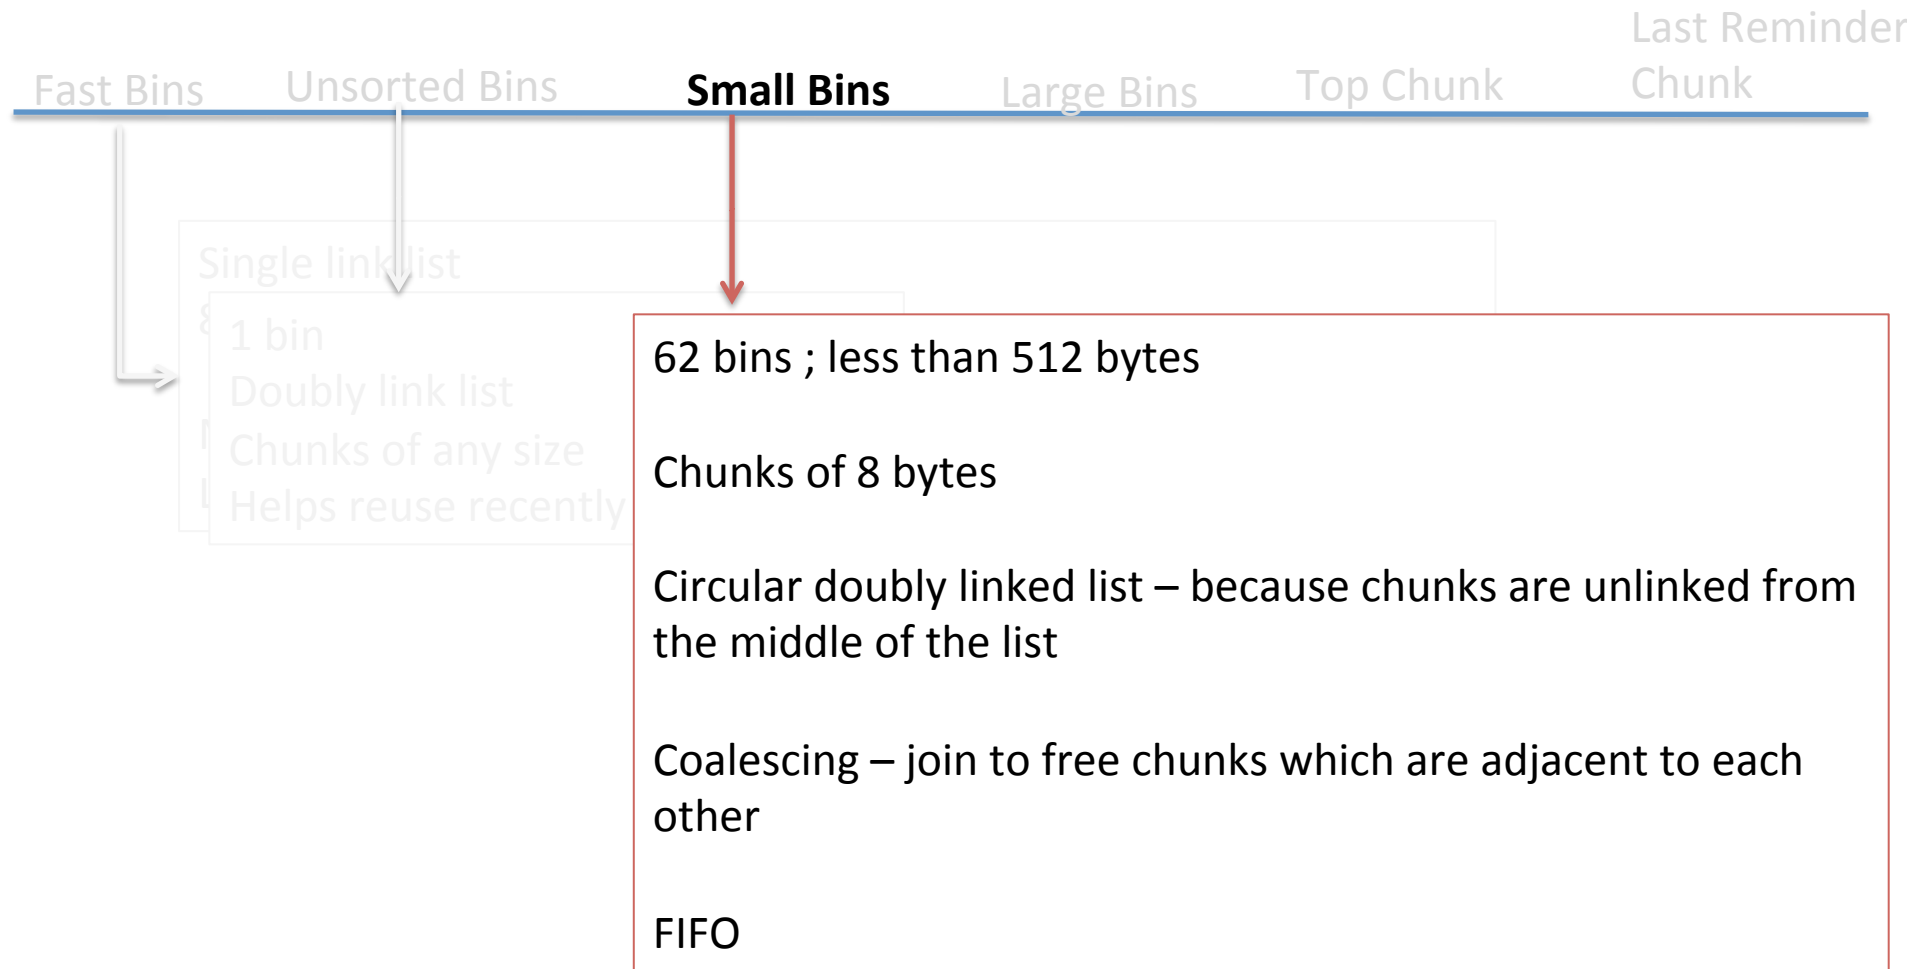 Last Reminder
Fast Bins Unsorted Bins Small Bins Large Bins Top Chunk Chunk
Single link list
1 bin
Doubly link list
Chunks of any size
Helps reuse recently
62 bins ; less than 512 bytes
Chunks of 8 bytes
Circular doubly linked list – because chunks are unlinked from
the middle of the list
Coalescing – join to free chunks which are adjacent to each
other
FIFO